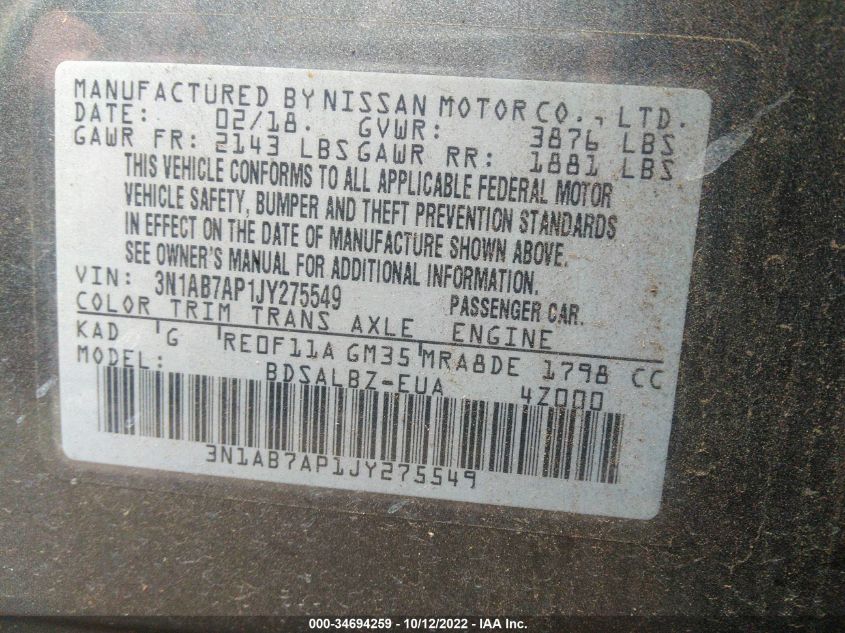 MANUFACTURED BY NISSAN MOTOR CO., LTD.
DATE: 02/18. GVWR: 3876 LBS
GAWR FR: 2143 LBS GAWR RR: 1881 LBS
THIS VEHICLE CONFORMS TO ALL APPLICABLE FEDERAL MOTOR
VEHICLE SAFETY, BUMPER AND THEFT PREVENTION STANDARDS
IN EFFECT ON THE DATE OF MANUFACTURE SHOWN ABOVE.
SEE OWNER'S MANUAL FOR ADDITIONAL INFORMATION.
VIN: 3N1AB7AP1JY275549 PASSENGER CAR.
COLOR TRIM TRANS AXLE ENGINE
KAD G RE0F11A GM35 MRA8DE 1798 CC
MODEL: BDSALBZ-EUA 4Z000
3N1AB7AP1JY275549
000-34694259 - 10/12/2022 - IAA Inc.